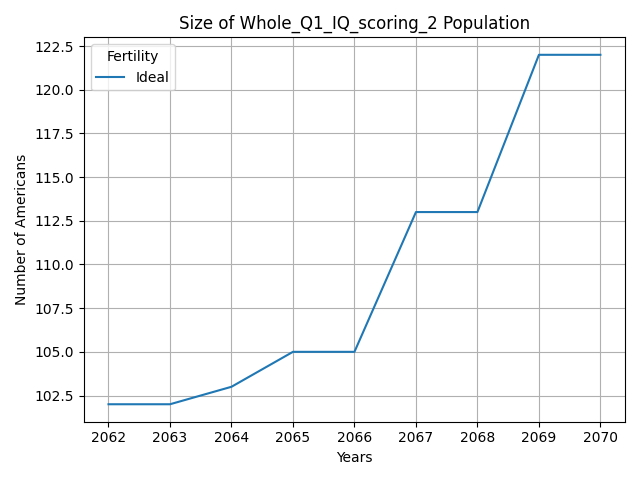 Size of Whole_Q1_IQ_scoring_2 Population
Fertility
Ideal
122.5
120.0
117.5
115.0
112.5
110.0
107.5
105.0
102.5
Number of Americans
2062 2063 2064 2065 2066 2067 2068 2069 2070
Years